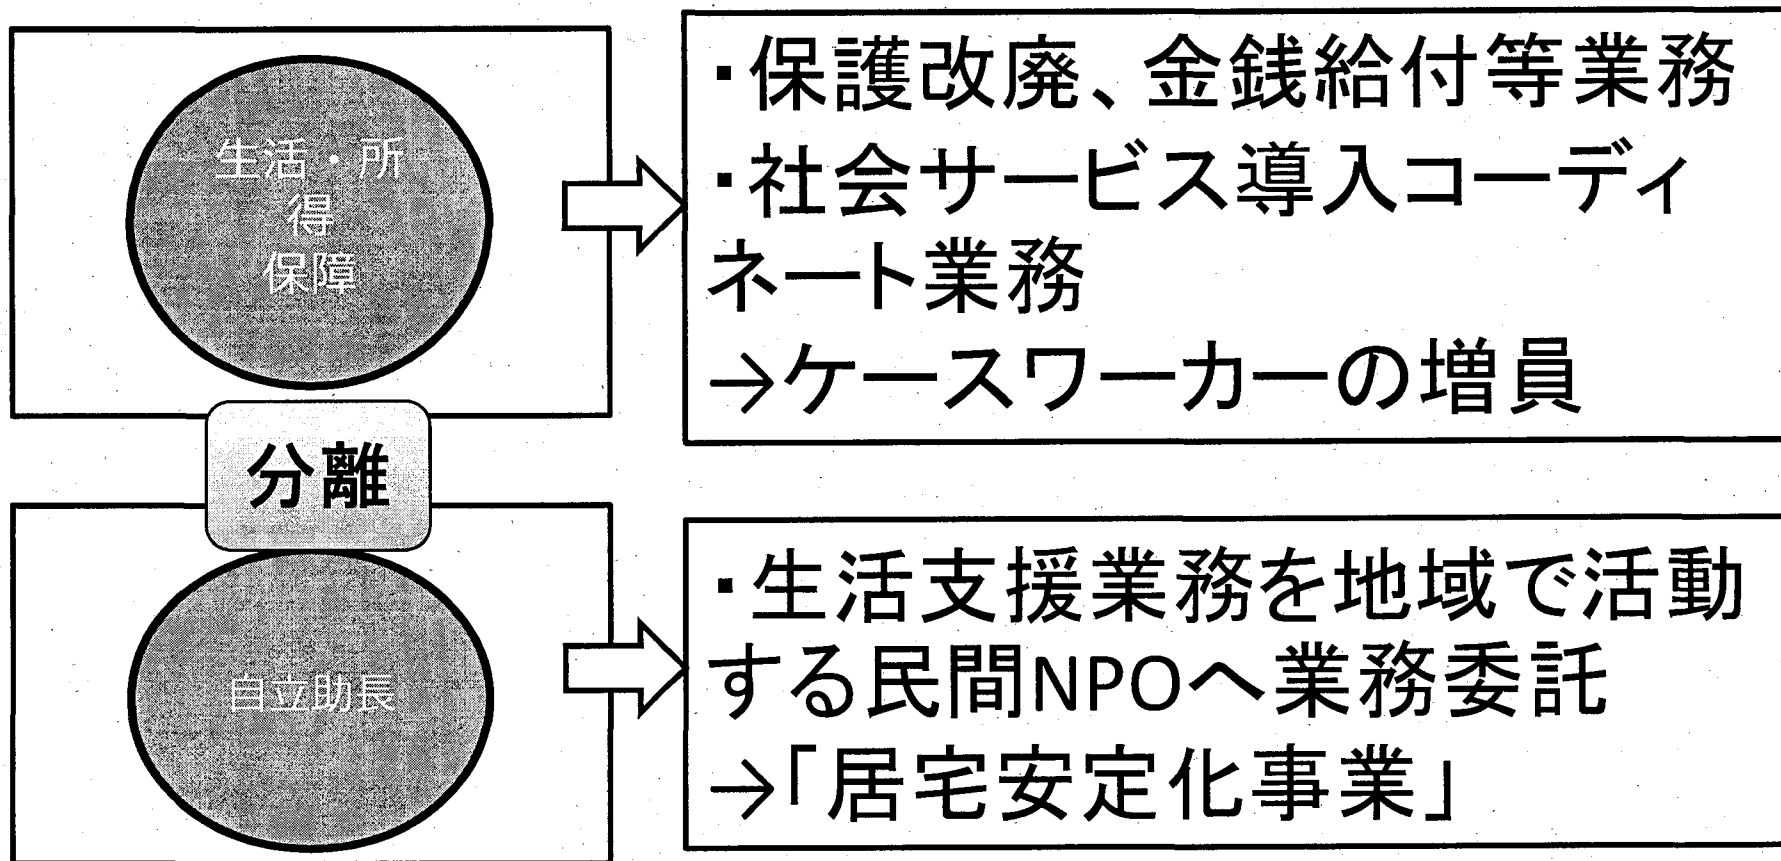 生活・所
得
保障
・保護改廃、金銭給付等業務
・社会サービス導入コーディ
ネート業務
→ケースワーカーの増員
分離
自立助長
・生活支援業務を地域で活動
する民間NPOへ業務委託
→「居宅安定化事業」